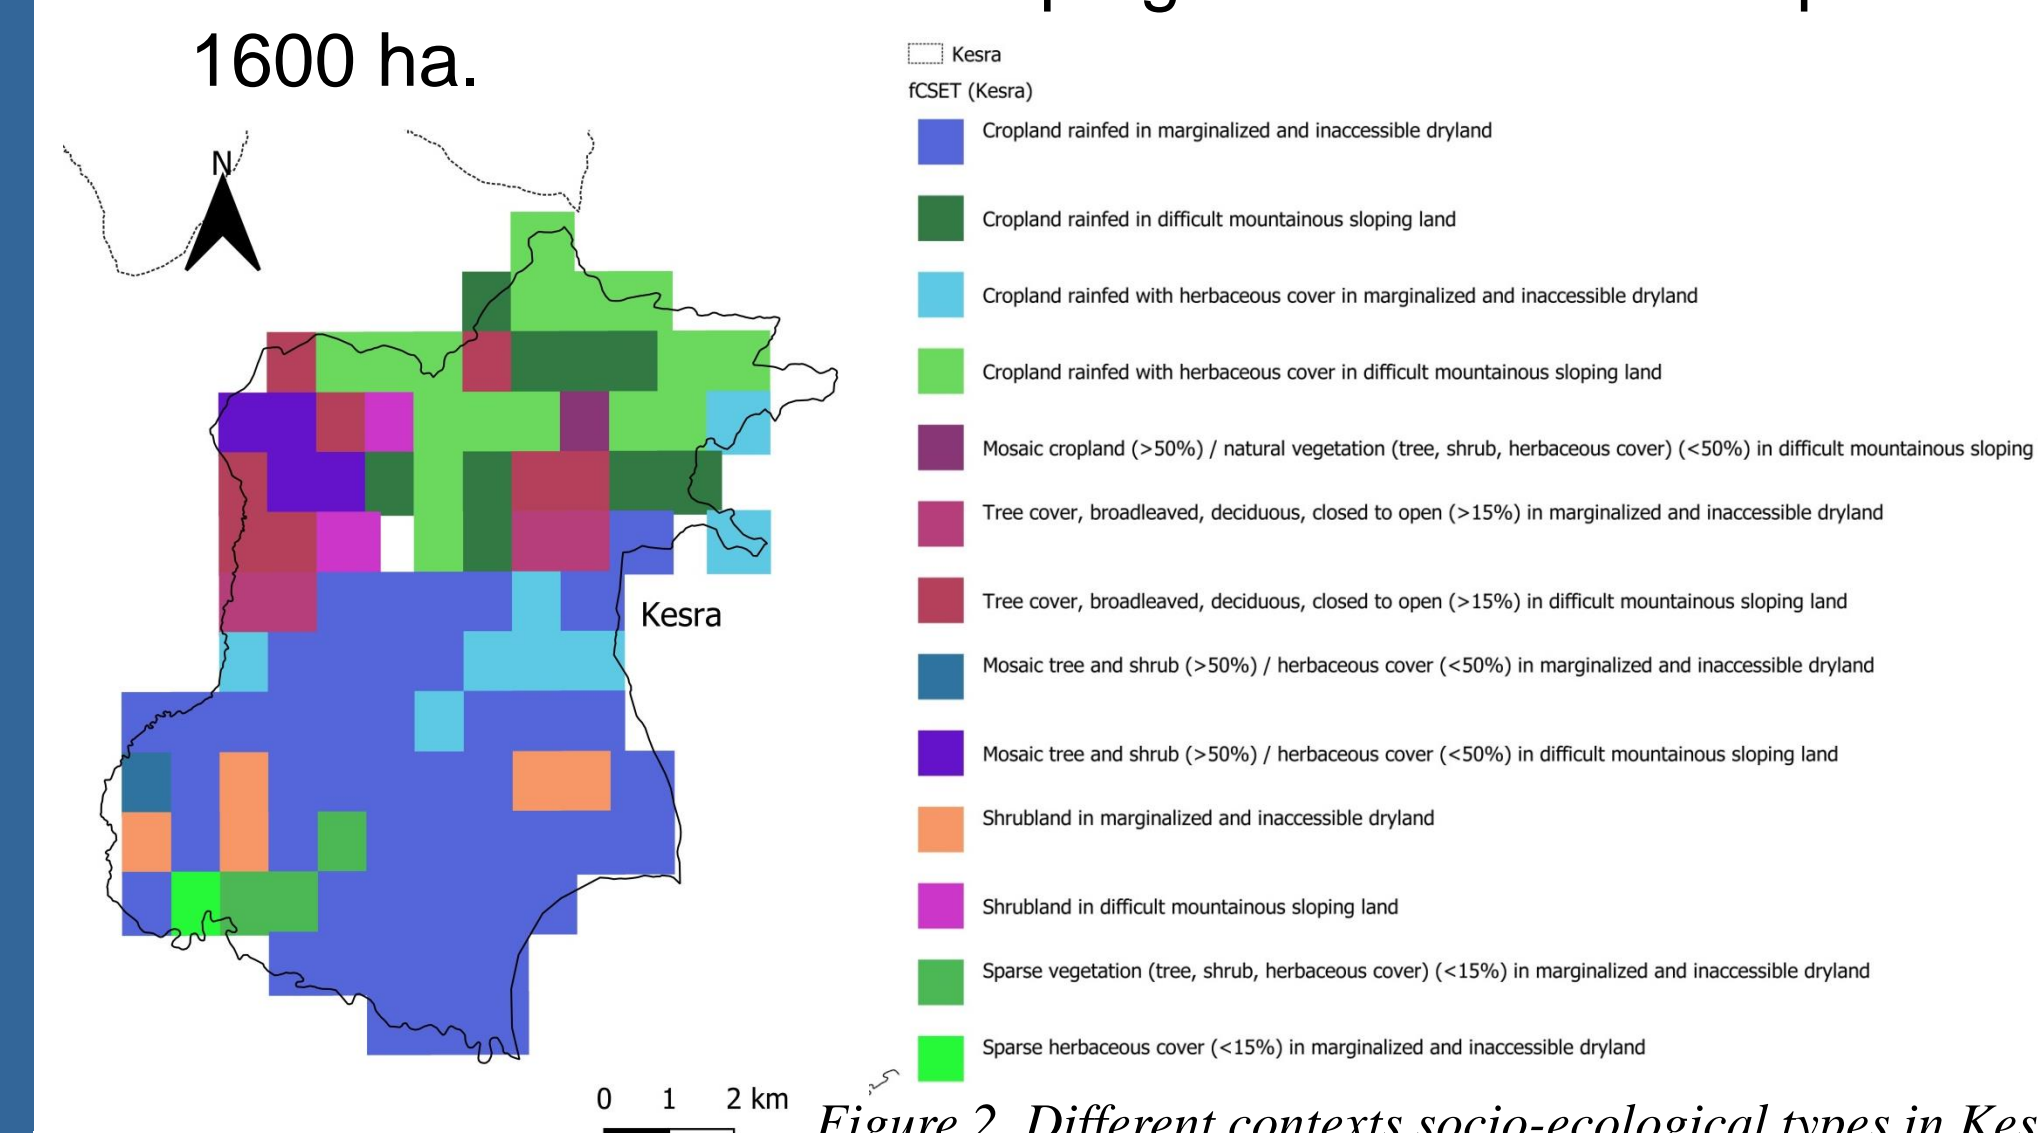 1600 ha.
N
Kesra
0 1 2 km
Kesra
fCSET (Kesra)
Cropland rainfed in marginalized and inaccessible dryland
Cropland rainfed in difficult mountainous sloping land
Cropland rainfed with herbaceous cover in marginalized and inaccessible dryland
Cropland rainfed with herbaceous cover in difficult mountainous sloping land
Mosaic cropland (>50%) / natural vegetation (tree, shrub, herbaceous cover) (<50%) in difficult mountainous sloping
Tree cover, broadleaved, deciduous, closed to open (>15%) in marginalized and inaccessible dryland
Tree cover, broadleaved, deciduous, closed to open (>15%) in difficult mountainous sloping land
Mosaic tree and shrub (>50%) / herbaceous cover (<50%) in marginalized and inaccessible dryland
Mosaic tree and shrub (>50%) / herbaceous cover (<50%) in difficult mountainous sloping land
Shrubland in marginalized and inaccessible dryland
Shrubland in difficult mountainous sloping land
Sparse vegetation (tree, shrub, herbaceous cover) (<15%) in marginalized and inaccessible dryland
Sparse herbaceous cover (<15%) in marginalized and inaccessible dryland
Figure 2. Different contexts socio-ecological types in Kes